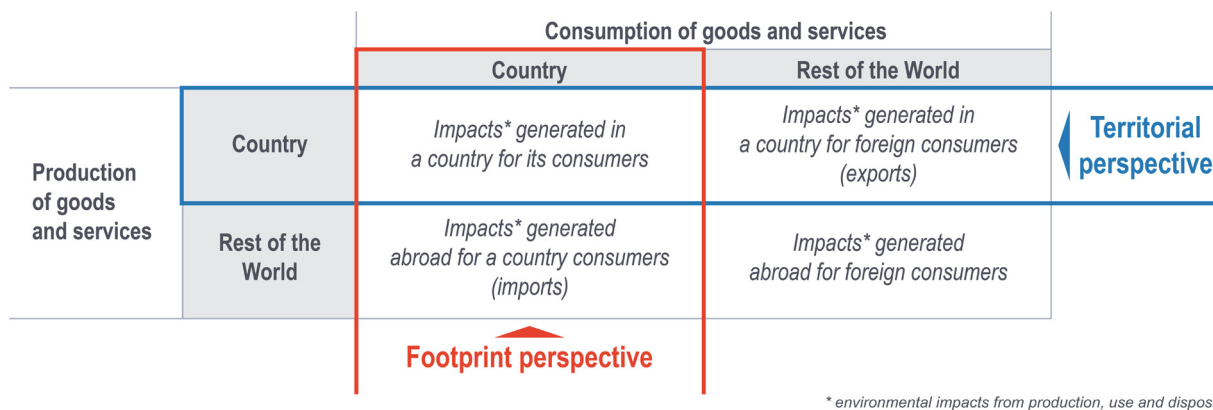 Consumption of goods and services
Country
Rest of the World
Production
of goods
and services
Country
Impacts* generated in
a country for its consumers
Impacts* generated in
a country for foreign consumers
(exports)
Territorial
perspective
Rest of the
World
Impacts* generated
abroad for a country consumers
(imports)
Impacts* generated
abroad for foreign consumers
Footprint perspective
* environmental impacts from production, use and dispos